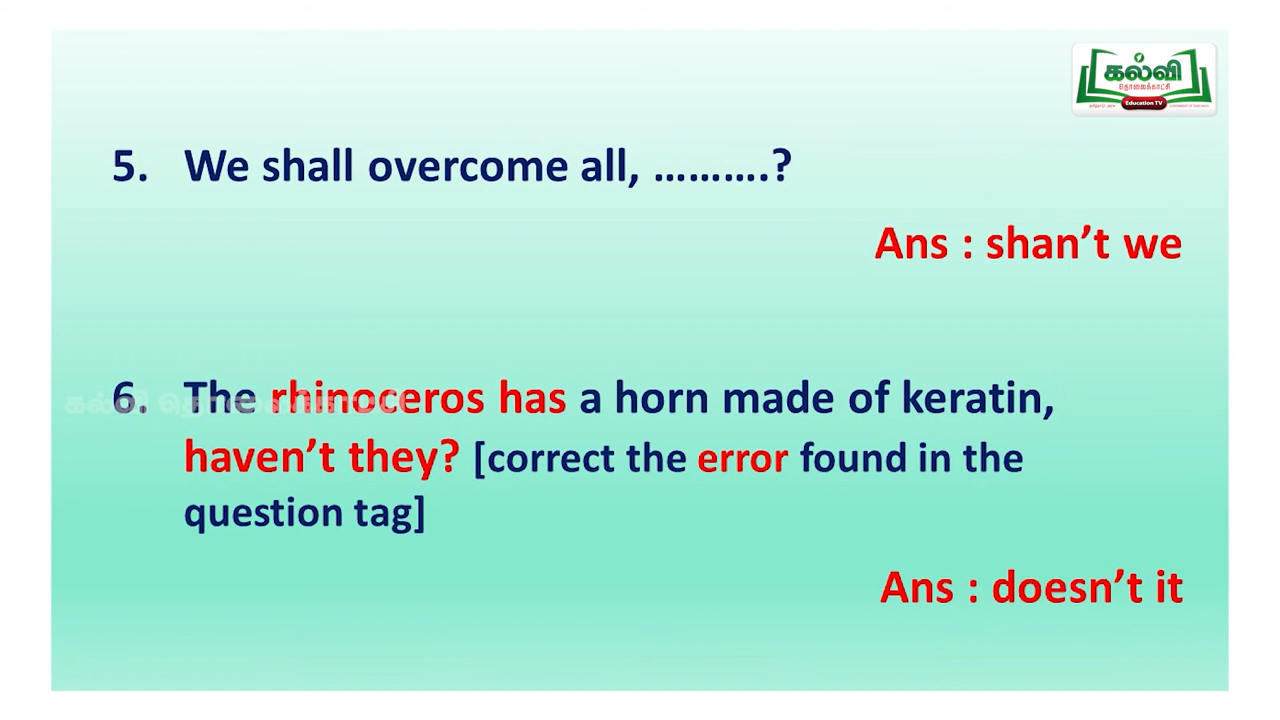 கல்வி
தொலைக்காட்சி
Education TV
5. We shall overcome all, ……….?
Ans : shan’t we
6. The rhinoceros has a horn made of keratin,
haven’t they? [correct the error found in the
question tag]
Ans : doesn’t it
கல்வி தொலைக்காட்சி